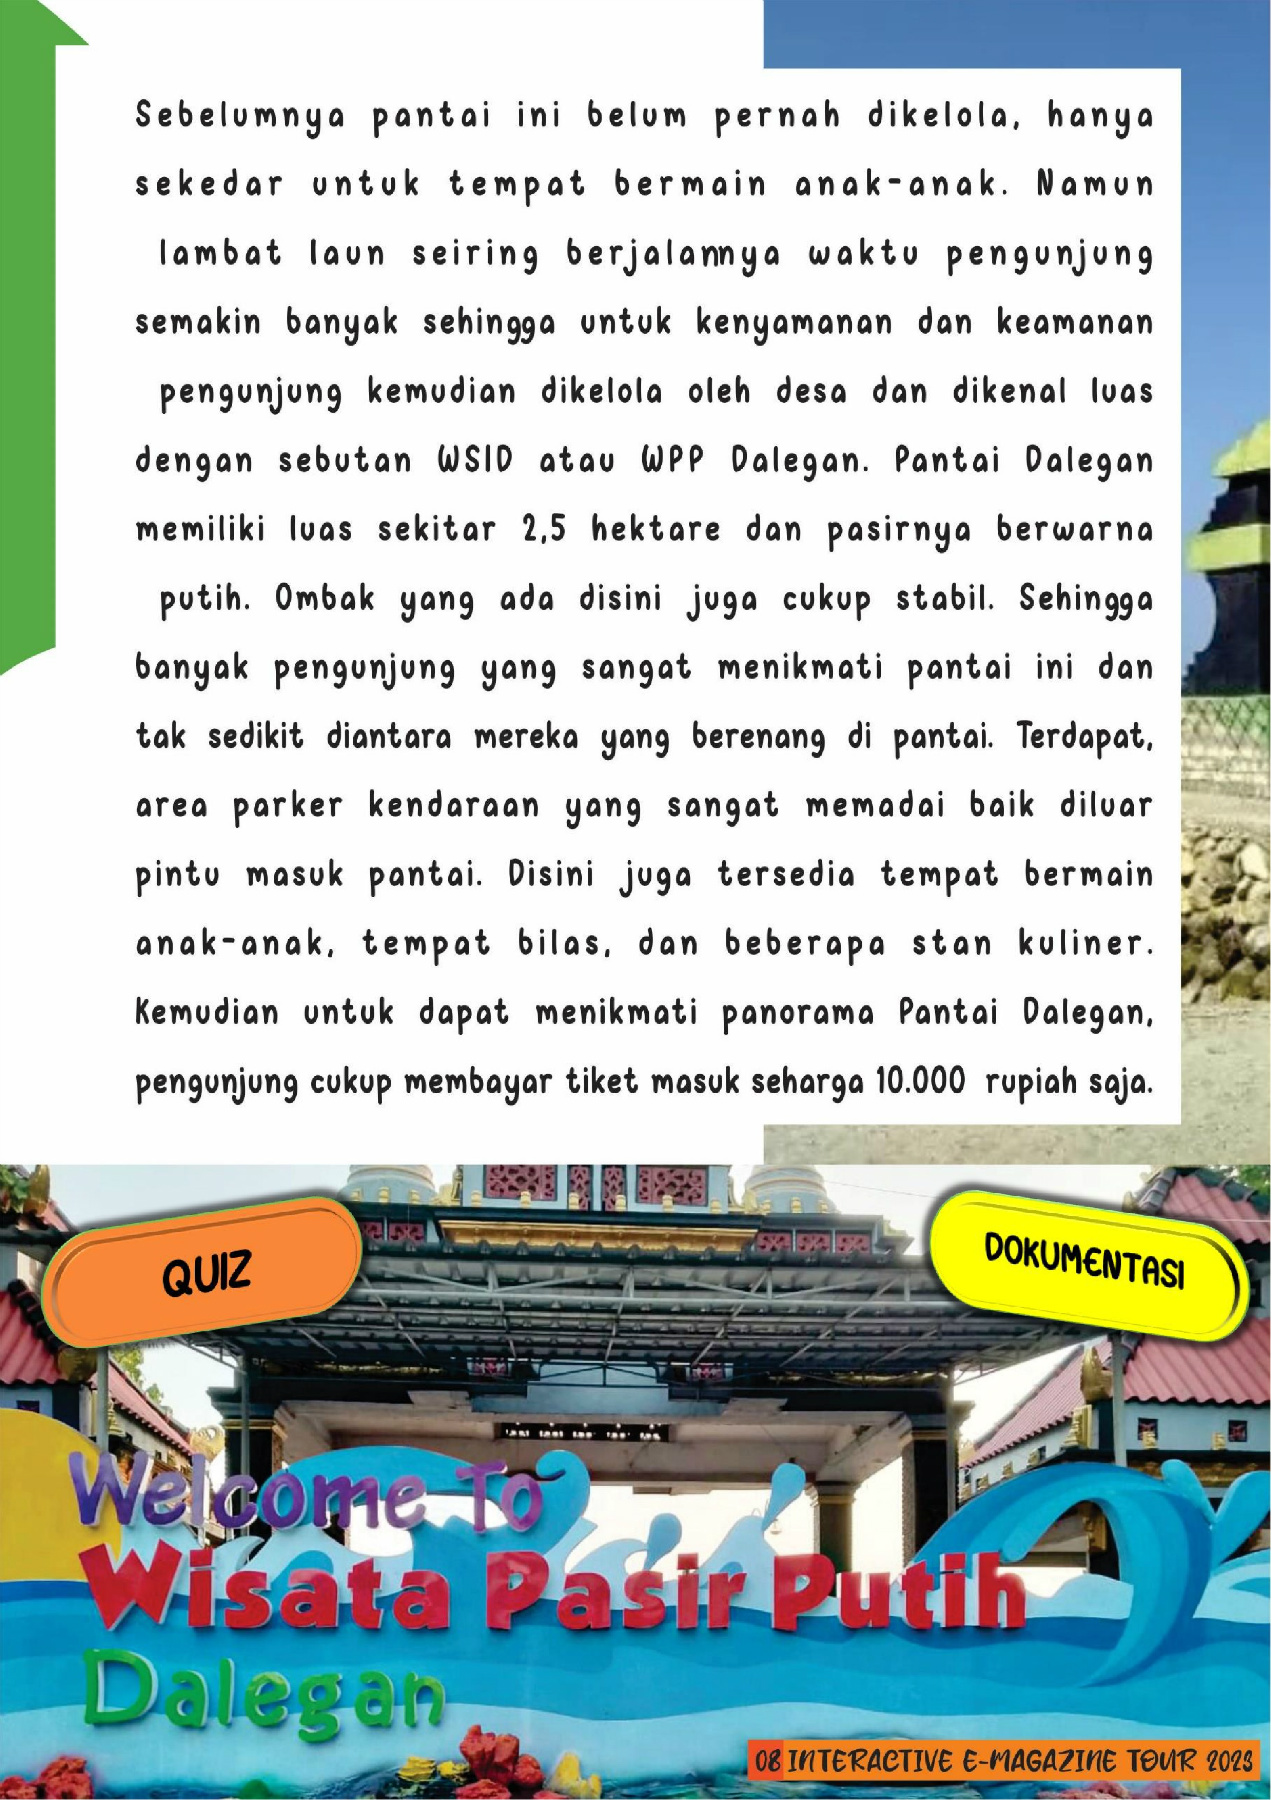 Sebelumnya pantai ini belum pernah dikelola, hanya
sekedar untuk tempat bermain anak-anak. Namun
lambat laun seiring berjalannya waktu pengunjung
semakin banyak sehingga untuk kenyamanan dan keamanan
pengunjung kemudian dikelola oleh desa dan dikenal luas
dengan sebutan WSID atau WPP Dalegan. Pantai Dalegan
memiliki luas sekitar 2,5 hektare dan pasirnya berwarna
putih. Ombak yang ada disini juga cukup stabil. Sehingga
banyak pengunjung yang sangat menikmati pantai ini dan
tak sedikit diantara mereka yang berenang di pantai. Terdapat,
area parker kendaraan yang sangat memadai baik diluar
pintu masuk pantai. Disini juga tersedia tempat bermain
anak-anak, tempat bilas, dan beberapa stan kuliner.
Kemudian untuk dapat menikmati panorama Pantai Dalegan,
pengunjung cukup membayar tiket masuk seharga 10.000 rupiah saja.
QUIZ
DOKUMENTASI
Welcome To
Wisata Pasir Putih
Dalegan
08 INTERACTIVE E-MAGAZINE TOUR 2023